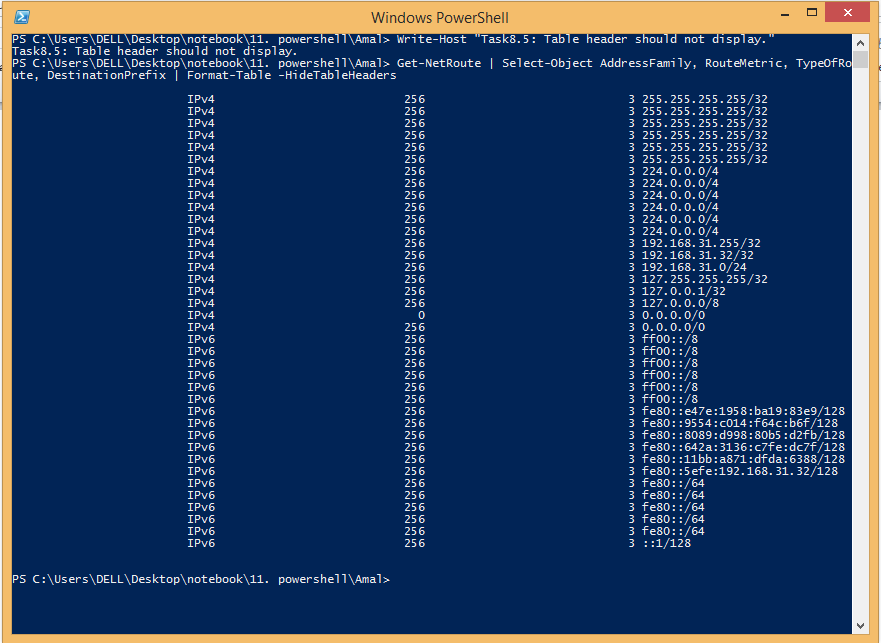 Windows PowerShell
PS C:\Users\DELL\Desktop\notebook\11. powershell\Amal> Write-Host "Task8.5: Table header should not display."
Task8.5: Table header should not display.
PS C:\Users\DELL\Desktop\notebook\11. powershell\Amal> Get-NetRoute | Select-Object AddressFamily, RouteMetric, TypeOfRo
ute, DestinationPrefix | Format-Table -HideTableHeaders
IPv4 256 3 255.255.255.255/32
IPv4 256 3 255.255.255.255/32
IPv4 256 3 255.255.255.255/32
IPv4 256 3 255.255.255.255/32
IPv4 256 3 255.255.255.255/32
IPv4 256 3 255.255.255.255/32
IPv4 256 3 224.0.0.0/4
IPv4 256 3 224.0.0.0/4
IPv4 256 3 224.0.0.0/4
IPv4 256 3 224.0.0.0/4
IPv4 256 3 224.0.0.0/4
IPv4 256 3 224.0.0.0/4
IPv4 256 3 192.168.31.255/32
IPv4 256 3 192.168.31.32/32
IPv4 256 3 192.168.31.0/24
IPv4 256 3 127.255.255.255/32
IPv4 256 3 127.0.0.1/32
IPv4 256 3 127.0.0.0/8
IPv4 0 3 0.0.0.0/0
IPv4 256 3 0.0.0.0/0
IPv6 256 3 ff00::/8
IPv6 256 3 ff00::/8
IPv6 256 3 ff00::/8
IPv6 256 3 ff00::/8
IPv6 256 3 ff00::/8
IPv6 256 3 ff00::/8
IPv6 256 3 fe80::e47e:1958:ba19:83e9/128
IPv6 256 3 fe80::9554:c014:f64c:b6f/128
IPv6 256 3 fe80::8089:d998:80b5:d2fb/128
IPv6 256 3 fe80::642a:3136:c7fe:dc7f/128
IPv6 256 3 fe80::11bb:a871:dfda:6388/128
IPv6 256 3 fe80::5efe:192.168.31.32/128
IPv6 256 3 fe80::/64
IPv6 256 3 fe80::/64
IPv6 256 3 fe80::/64
IPv6 256 3 fe80::/64
IPv6 256 3 fe80::/64
IPv6 256 3 ::1/128
PS C:\Users\DELL\Desktop\notebook\11. powershell\Amal>